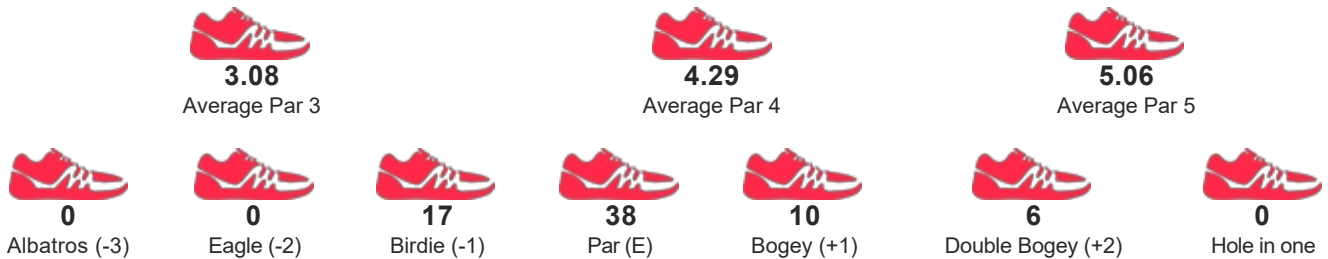 3.08 4.29 5.06
Average Par 3 Average Par 4 Average Par 5
0 0 17 38 10 6 0
Albatros (-3) Eagle (-2) Birdie (-1) Par (E) Bogey (+1) Double Bogey (+2) Hole in one